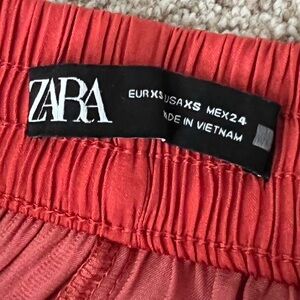 ZARA
EUR XS USA XS MEX 24
MADE IN VIETNAM